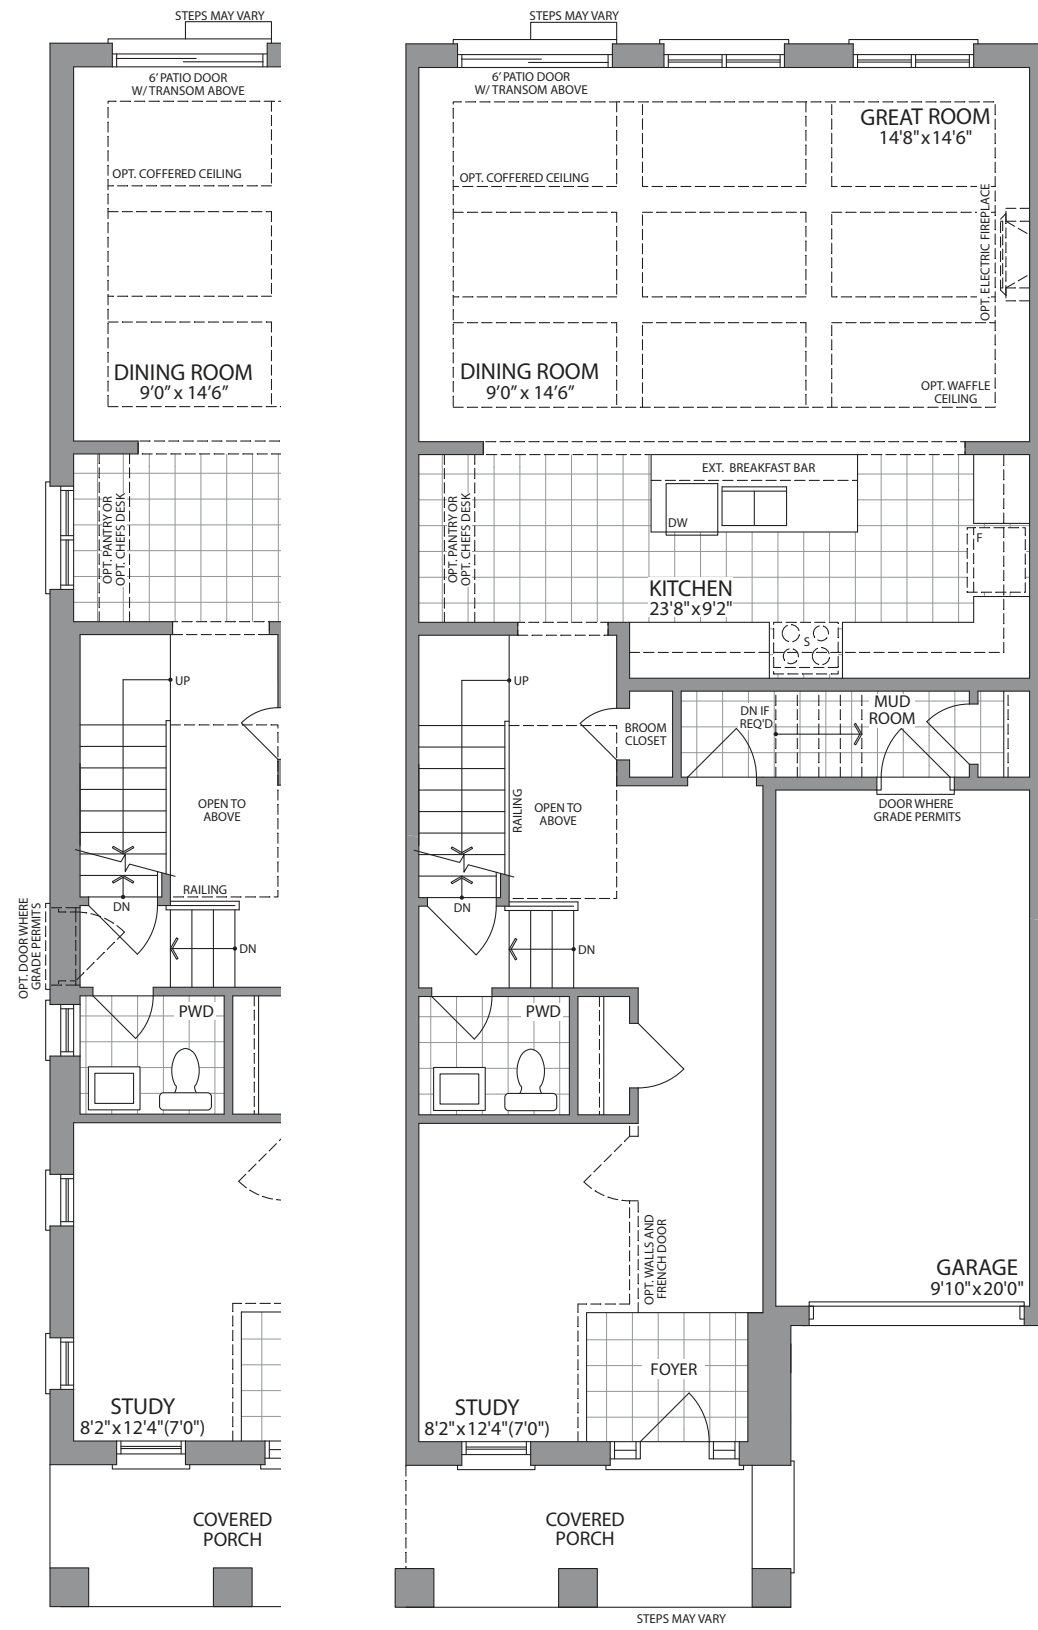 STEPS MAY VARY
6' PATIO DOOR
W/ TRANSOM ABOVE
OPT. COFFERED CEILING
DINING ROOM
9'0" x 14'6"
OPT. PANTRY OR
OPT. CHEFS DESK
UP
OPEN TO
ABOVE
RAILING
DN
DN
OPT. DOOR WHERE
GRADE PERMITS
PWD
STUDY
8'2" x 12'4" (7'0")
COVERED
PORCH
STEPS MAY VARY
6' PATIO DOOR
W/ TRANSOM ABOVE
GREAT ROOM
14'8" x 14'6"
OPT. COFFERED CEILING
OPT. ELECTRIC FIREPLACE
DINING ROOM
9'0" x 14'6"
OPT. WAFFLE
CEILING
EXT. BREAKFAST BAR
OPT. PANTRY OR
OPT. CHEFS DESK
DW
F
KITCHEN
23'8" x 9'2"
S
UP
BROOM
CLOSET
DN IF
REQ'D
MUD
ROOM
RAILING
OPEN TO
ABOVE
DOOR WHERE
GRADE PERMITS
DN
DN
PWD
OPT. WALLS AND
FRENCH DOOR
GARAGE
9'10" x 20'0"
FOYER
STUDY
8'2" x 12'4" (7'0")
COVERED
PORCH
STEPS MAY VARY